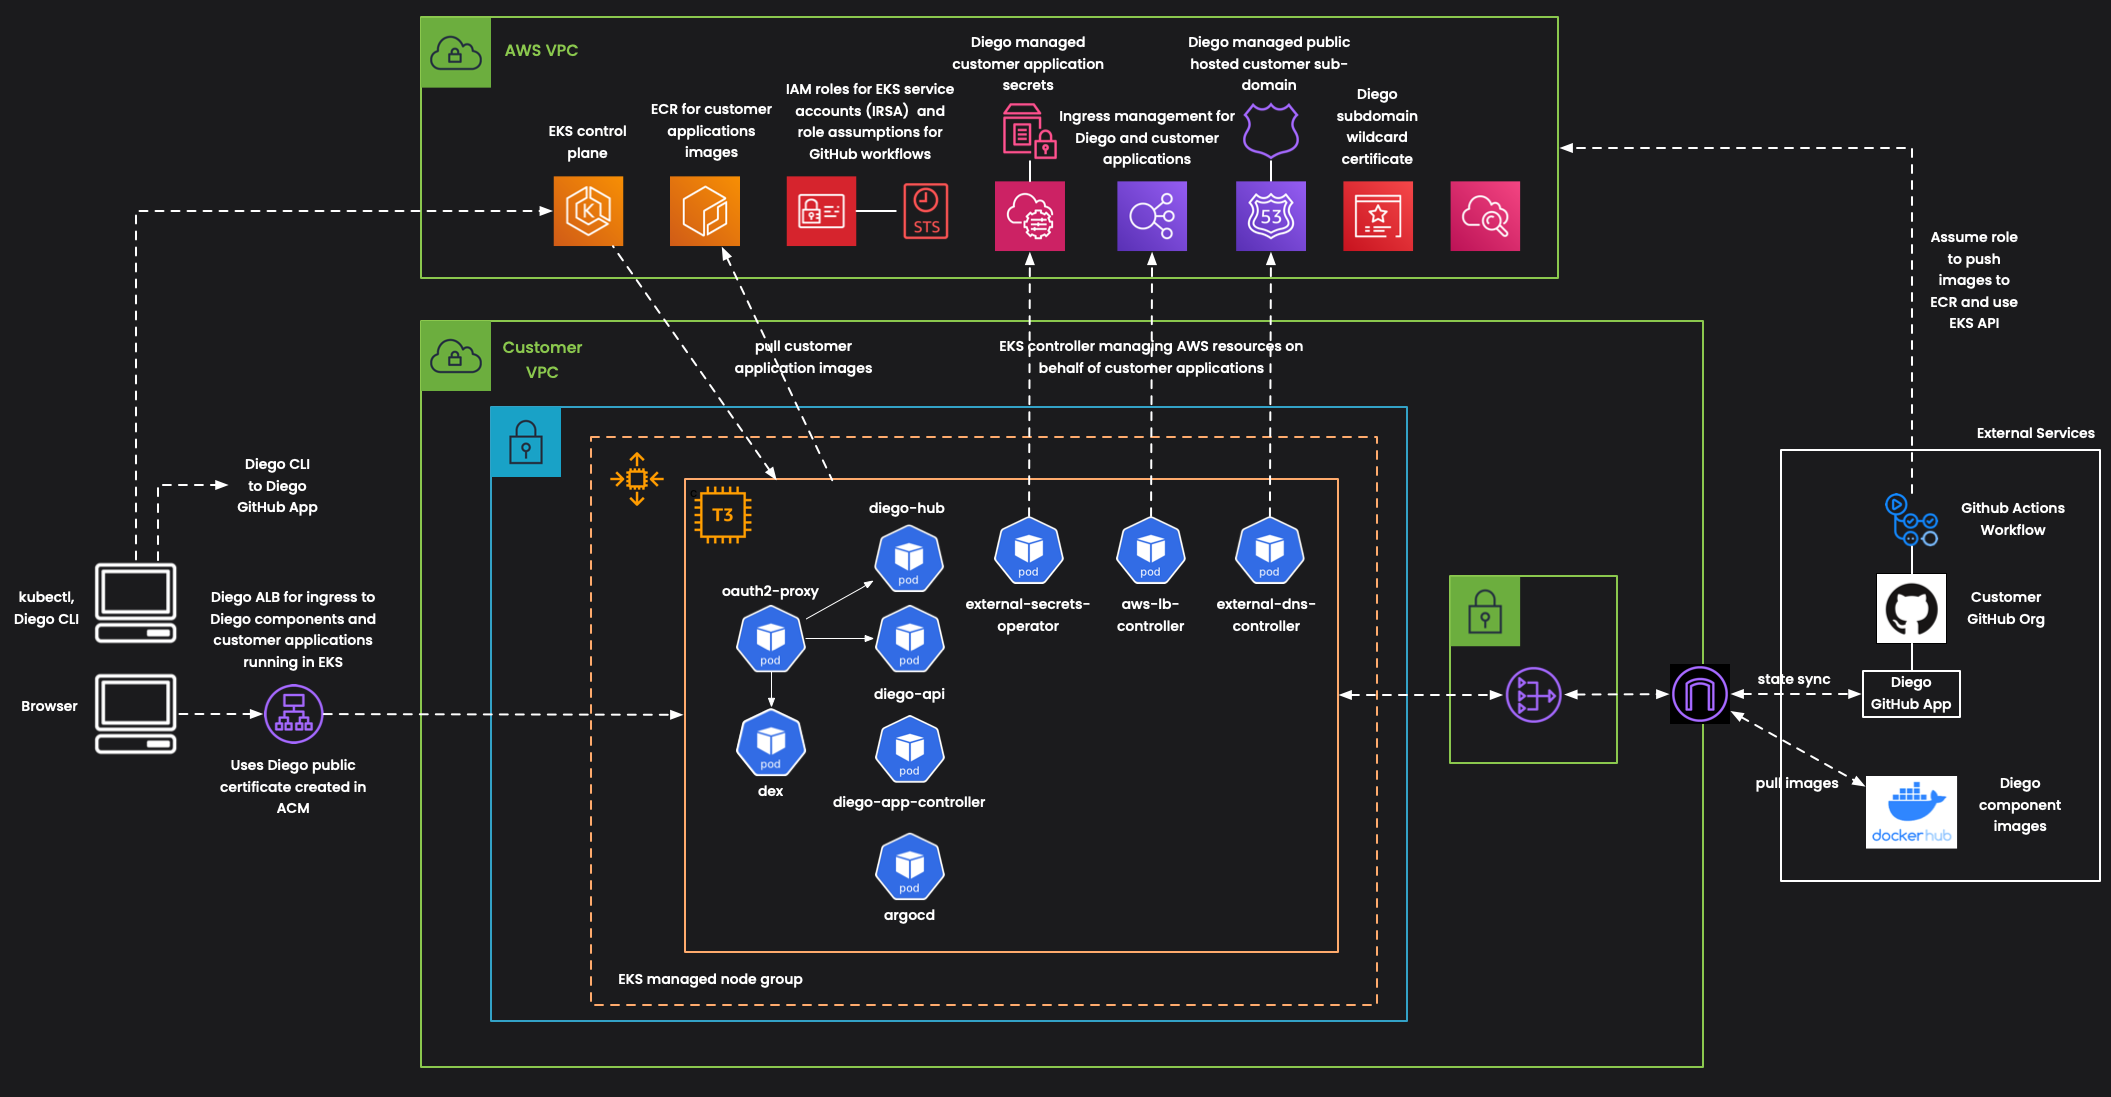 AWS VPC
EKS control
plane
ECR for customer
applications
images
IAM roles for EKS service
accounts (IRSA) and
role assumptions for
GitHub workflows
STS
Diego managed
customer application
secrets
Ingress management for
Diego and customer
applications
Diego managed public
hosted customer sub-
domain
53
Diego
subdomain
wildcard
certificate
Assume role
to push
images to
ECR and use
EKS API
Customer
VPC
pull customer
application images
EKS controller managing AWS resources on
behalf of customer applications
Diego CLI
to Diego
GitHub App
kubectl,
Diego CLI
Browser
Diego ALB for ingress to
Diego components and
customer applications
running in EKS
Uses Diego public
certificate created in
ACM
T3
diego-hub
pod
oauth2-proxy
pod
pod
diego-api
pod
dex
pod
diego-app-controller
pod
argocd
pod
external-secrets-
operator
pod
aws-lb-
controller
pod
external-dns-
controller
EKS managed node group
External Services
Github Actions
Workflow
Customer
GitHub Org
state sync
Diego
GitHub App
pull images
dockerhub
Diego
component
images